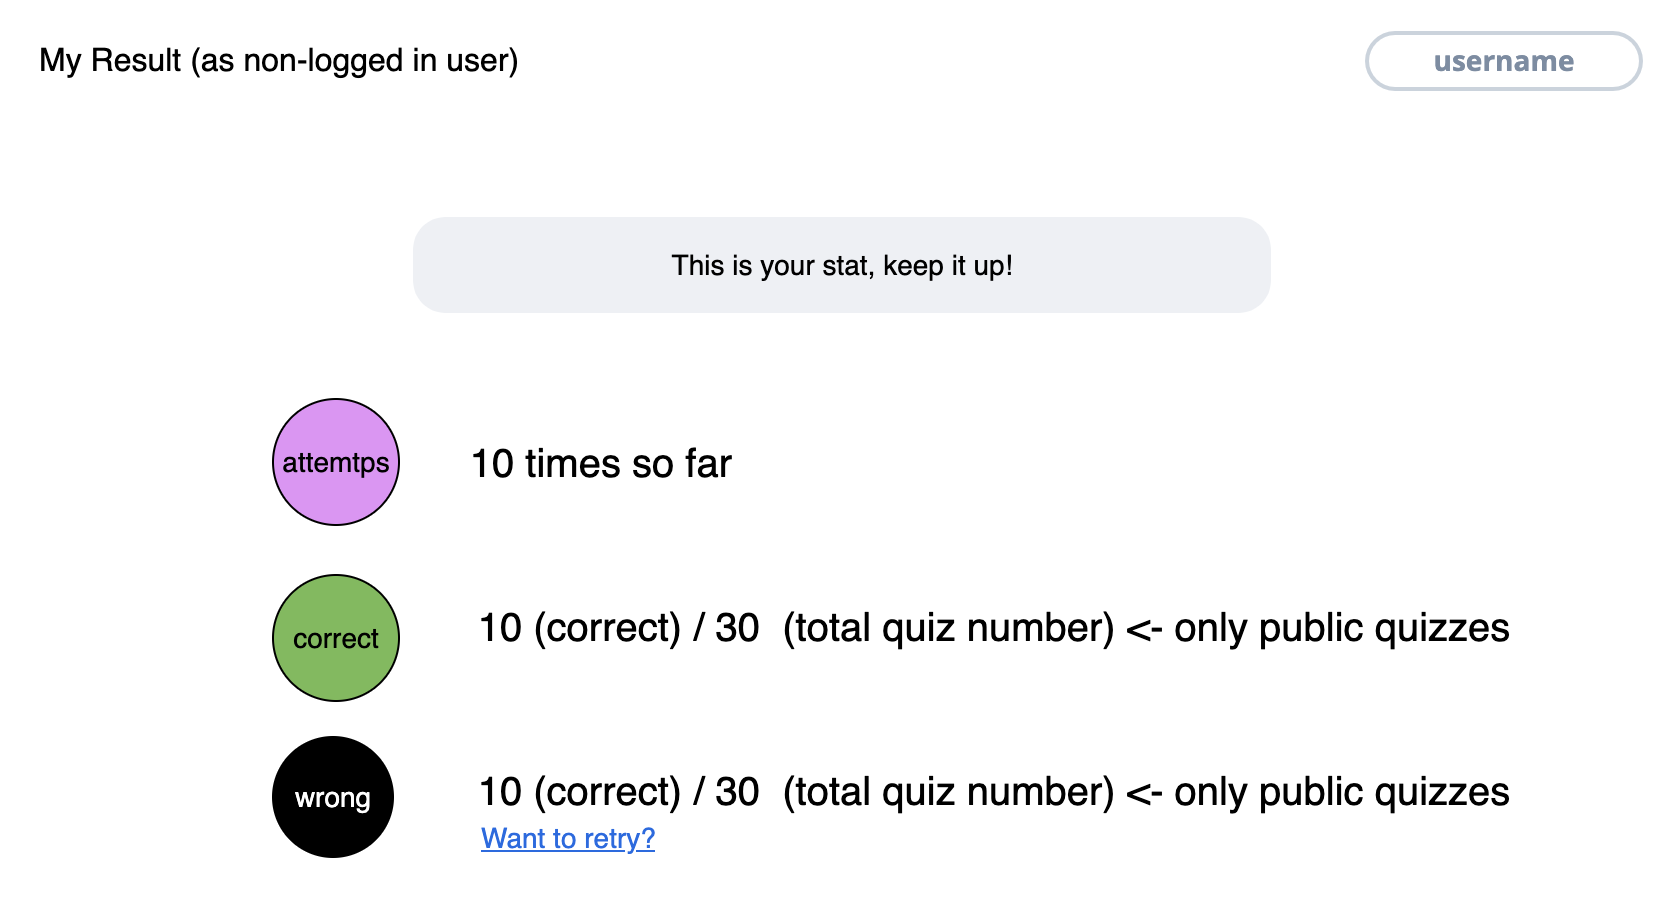 My Result (as non-logged in user)
username
This is your stat, keep it up!
attemtps
10 times so far
correct
10 (correct) / 30  (total quiz number) <- only public quizzes
wrong
10 (correct) / 30  (total quiz number) <- only public quizzes
Want to retry?